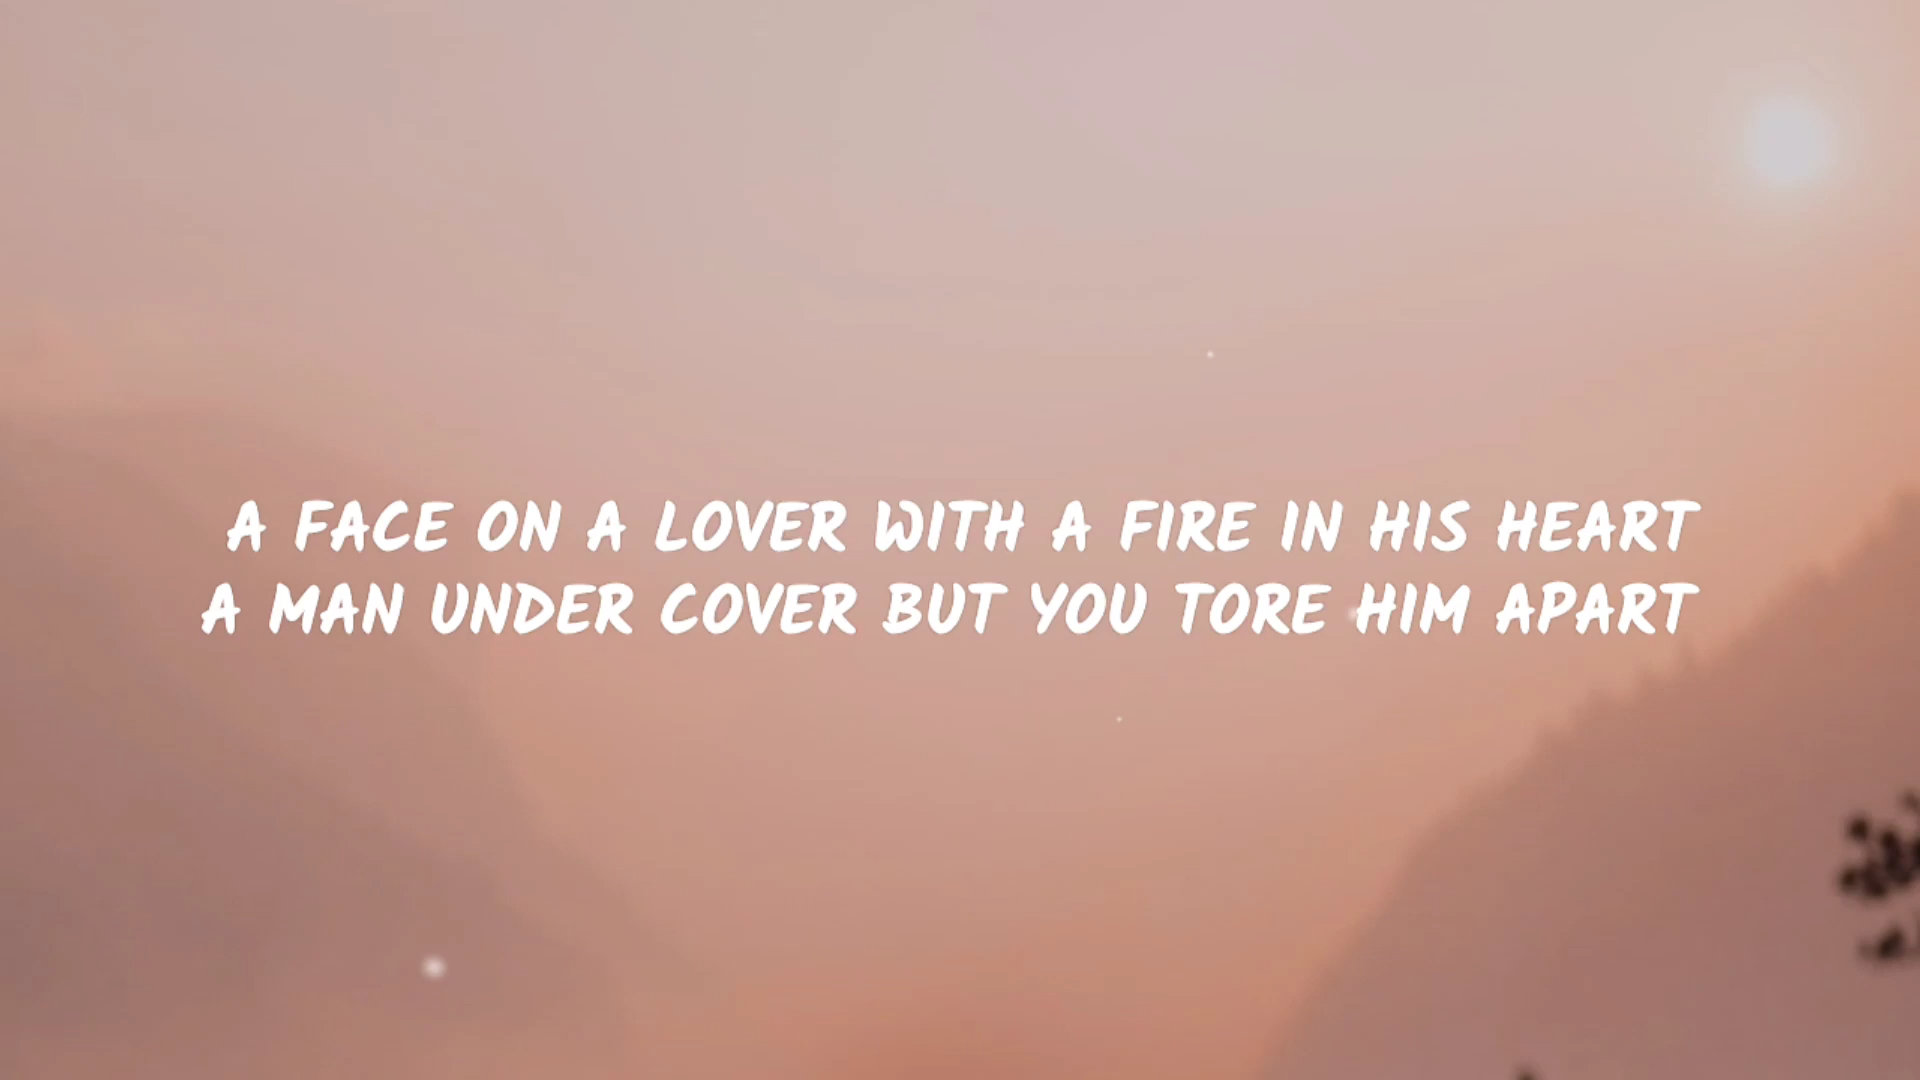 A FACE ON A LOVER WITH A FIRE IN HIS HEART
A MAN UNDER COVER BUT YOU TORE HIM APART